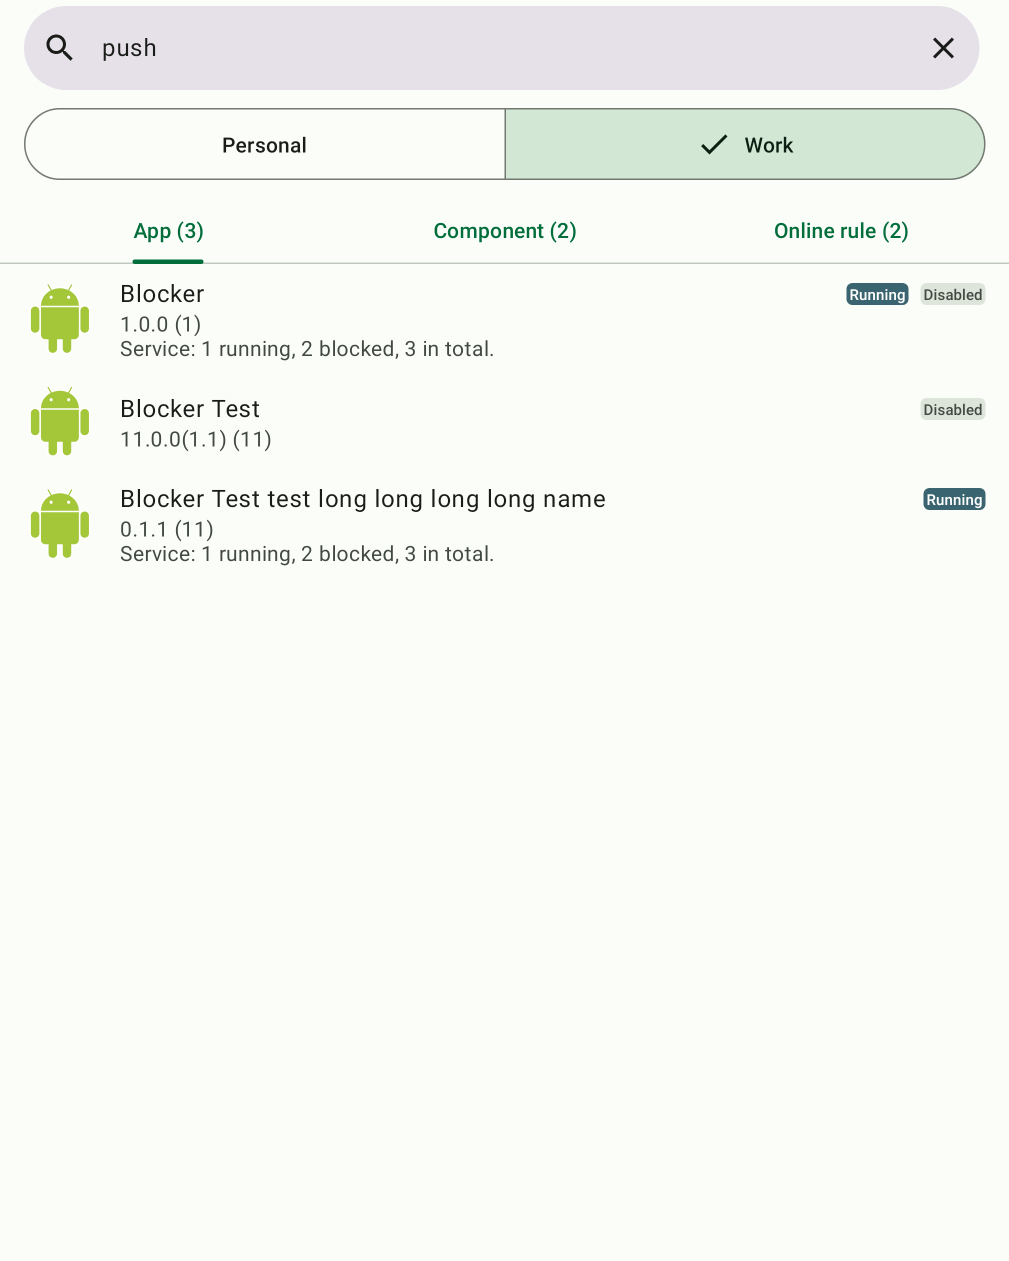 push
Personal
Work
App (3)
Component (2)
Online rule (2)
Blocker
Running
Disabled
1.0.0 (1)
Service: 1 running, 2 blocked, 3 in total.
Blocker Test
Disabled
11.0.0(1.1) (11)
Blocker Test test long long long long name
Running
0.1.1 (11)
Service: 1 running, 2 blocked, 3 in total.